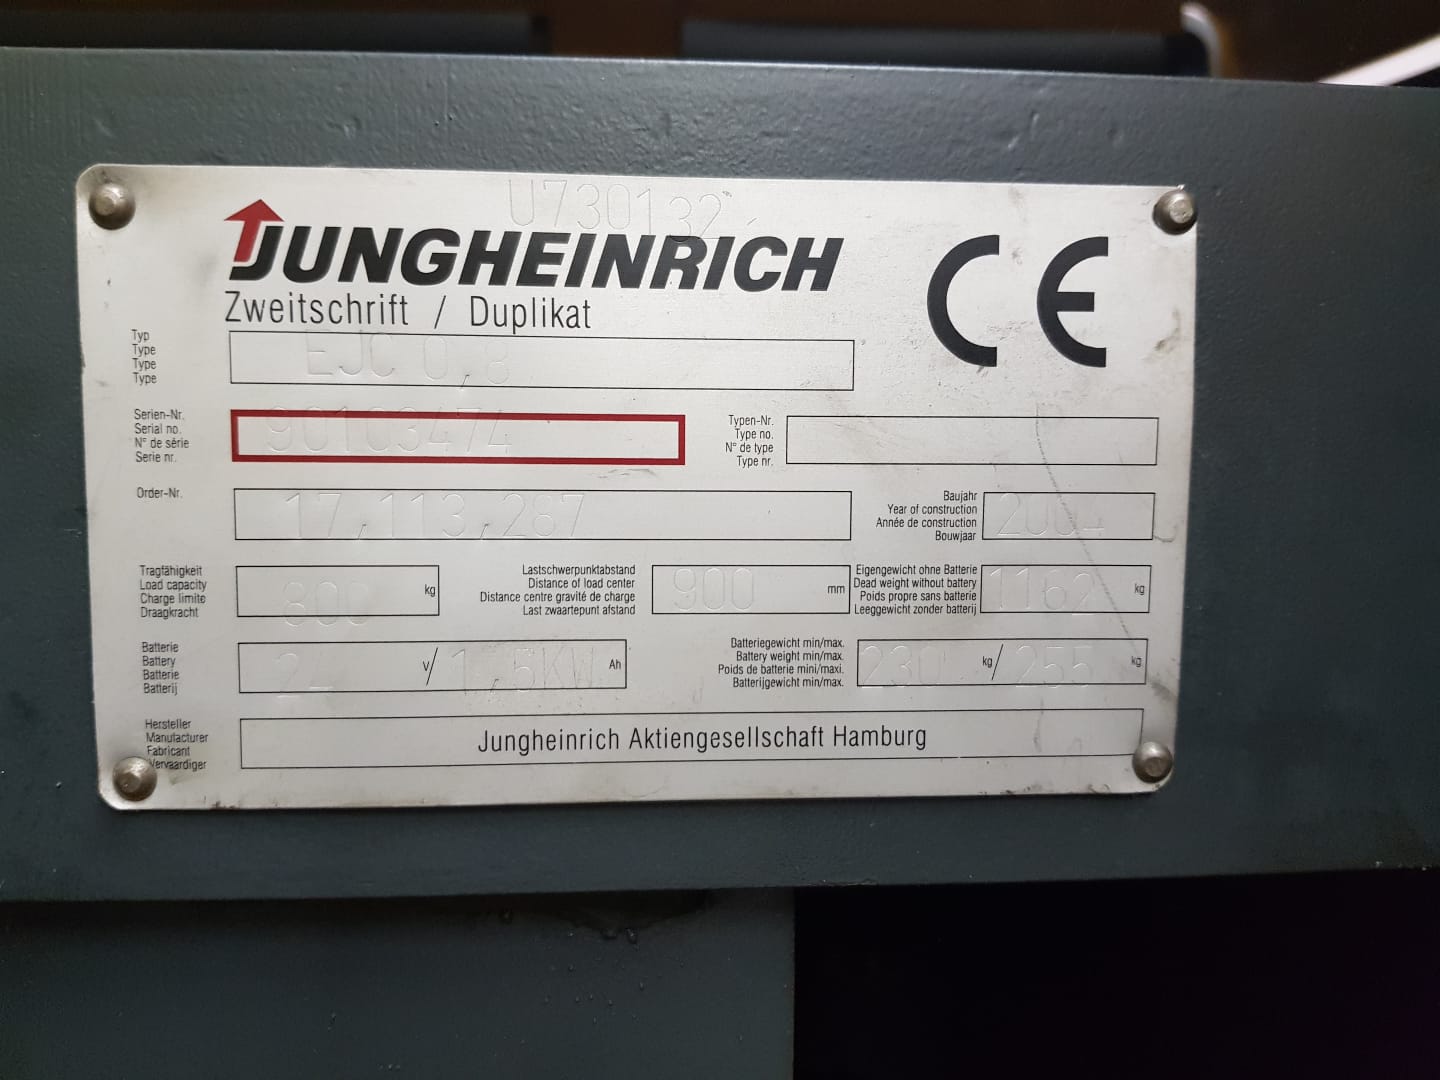 U730132
JUNGHEINRICH
Zweitschrift / Duplikat
CE
Typ
Type
Type
Type
EJC 0,8
Serien-Nr.
Serial no.
N° de série
Serie nr.
90103474
Typen-Nr.
Type no.
N° de type
Type nr.
Order-Nr.
17,113,287
Baujahr
Year of construction
Année de construction
Bouwjaar
2004
Tragfähigkeit
Load capacity
Charge limite
Draagkracht
800 kg
Lastschwerpunktabstand
Distance of load center
Distance centre gravité de charge
Last zwaartepunt afstand
900 mm
Eigengewicht ohne Batterie
Dead weight without battery
Poids propre sans batterie
Leeggewicht zonder batterij
1162 kg
Batterie
Battery
Batterie
Batterij
24 v/ 1,5KW Ah
Batteriegewicht min/max.
Battery weight min/max.
Poids de batterie mini/maxi.
Batterijgewicht min/max.
230 kg/ 255 kg
Hersteller
Manufacturer
Fabricant
Vervaardiger
Jungheinrich Aktiengesellschaft Hamburg